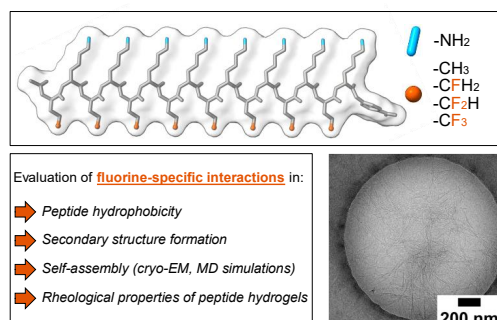 -NH₂
-CH₃
-CFH₂
-CF₂H
-CF₃
Evaluation of fluorine-specific interactions in:
Peptide hydrophobicity
Secondary structure formation
Self-assembly (cryo-EM, MD simulations)
Rheological properties of peptide hydrogels
200 nm